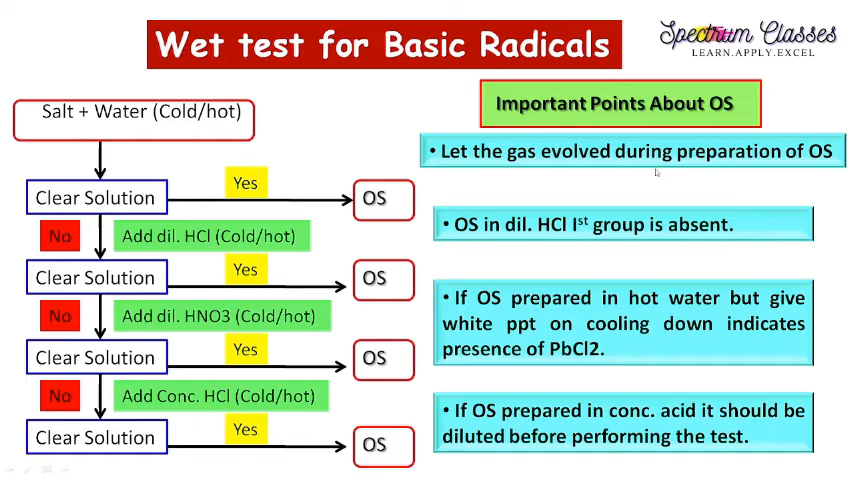 Wet test for Basic Radicals
Spectrum Classes
LEARN.APPLY.EXCEL
Salt + Water (Cold/hot)
Clear Solution
Yes
OS
No
Add dil. HCl (Cold/hot)
Clear Solution
Yes
OS
No
Add dil. HNO3 (Cold/hot)
Clear Solution
Yes
OS
No
Add Conc. HCl (Cold/hot)
Clear Solution
Yes
OS
Important Points About OS
• Let the gas evolved during preparation of OS
• OS in dil. HCl Ist group is absent.
• If OS prepared in hot water but give
white ppt on cooling down indicates
presence of PbCl2.
• If OS prepared in conc. acid it should be
diluted before performing the test.